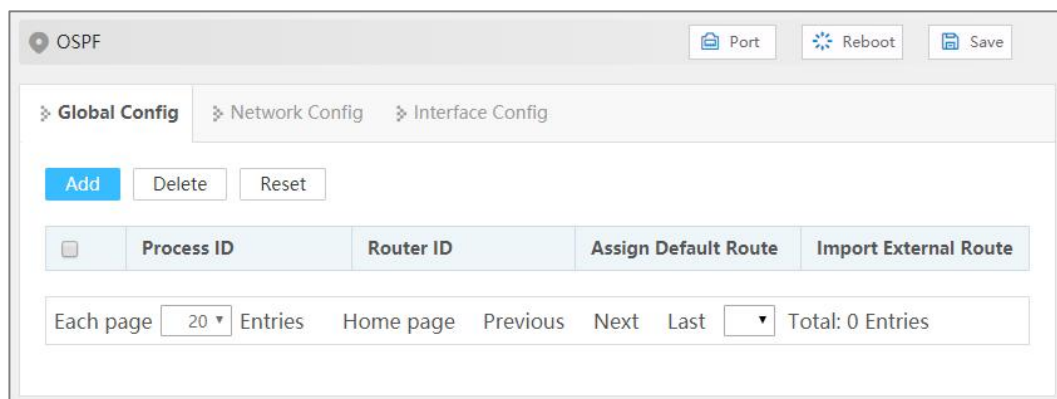 OSPF Port Reboot Save
Global Config Network Config Interface Config
Add Delete Reset
Process ID Router ID Assign Default Route Import External Route
Each page 20 Entries Home page Previous Next Last Total: 0 Entries